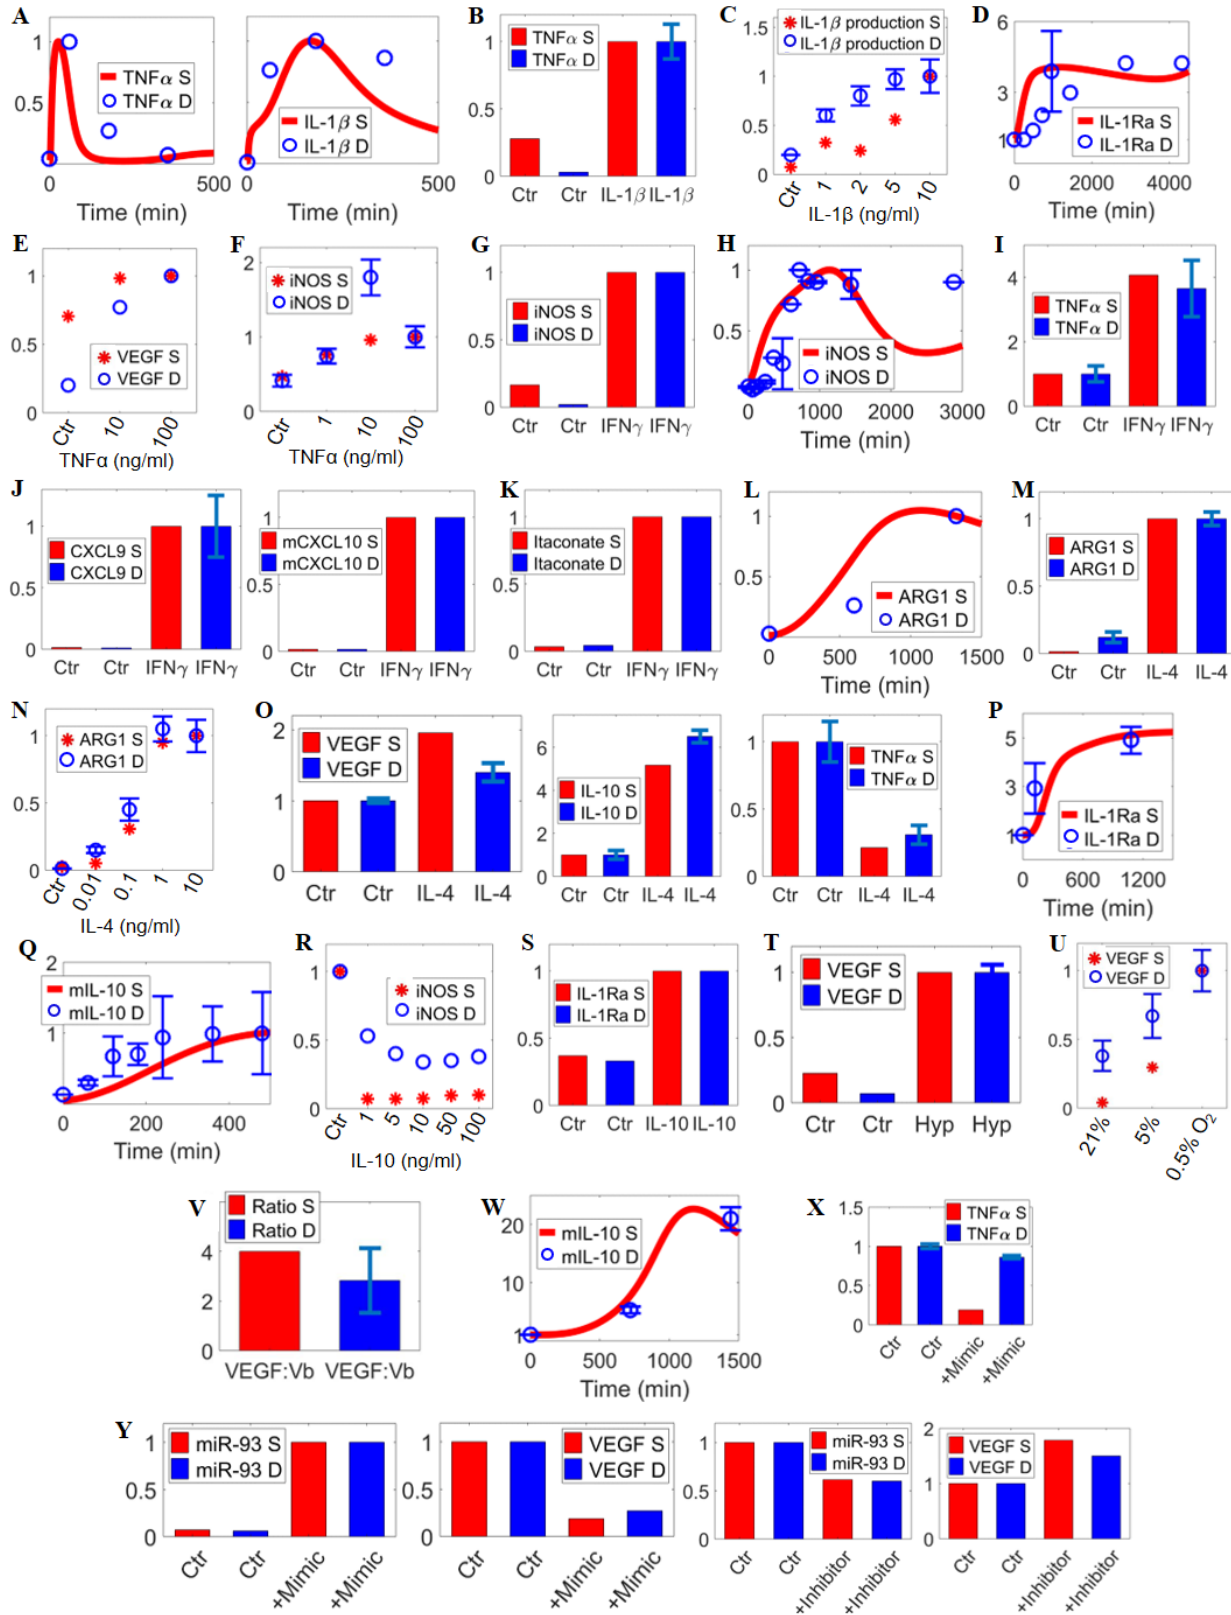 A
1
0.5
0
500
Time (min)
TNFα S
TNFα D
0
500
Time (min)
IL-1β S
IL-1β D
B
1
0.5
0
TNFα S
TNFα D
Ctr
Ctr
IL-1β
IL-1β
C
1.5
1
0.5
0
IL-1β production S
IL-1β production D
Ctr
1
2
5
10
IL-1β (ng/ml)
D
6
3
1
0
2000
4000
Time (min)
IL-1Ra S
IL-1Ra D
E
1
0.5
0
VEGF S
VEGF D
Ctr
10
100
TNFα (ng/ml)
F
2
1
0
iNOS S
iNOS D
Ctr
1
10
100
TNFα (ng/ml)
G
1
0.5
0
iNOS S
iNOS D
Ctr
Ctr
IFNγ
IFNγ
H
1
0.5
0
1000
2000
3000
Time (min)
iNOS S
iNOS D
I
4
2
0
TNFα S
TNFα D
Ctr
Ctr
IFNγ
IFNγ
J
1
0
CXCL9 S
CXCL9 D
Ctr
Ctr
IFNγ
IFNγ
1
0.5
0
mCXCL10 S
mCXCL10 D
Ctr
Ctr
IFNγ
IFNγ
K
1
0.5
0
Itaconate S
Itaconate D
Ctr
Ctr
IFNγ
IFNγ
L
1
0.5
0
500
1000
1500
Time (min)
ARG1 S
ARG1 D
M
1
0.5
0
ARG1 S
ARG1 D
Ctr
Ctr
IL-4
IL-4
N
1
0.5
0
ARG1 S
ARG1 D
Ctr
0.01
0.1
1
10
IL-4 (ng/ml)
O
2
1
0
VEGF S
VEGF D
Ctr
Ctr
IL-4
IL-4
6
4
2
0
IL-10 S
IL-10 D
Ctr
Ctr
IL-4
IL-4
1
0.5
0
TNFα S
TNFα D
Ctr
Ctr
IL-4
IL-4
P
5
3
1
0
600
1200
Time (min)
IL-1Ra S
IL-1Ra D
Q
2
1
0
200
400
Time (min)
mIL-10 S
mIL-10 D
R
1
0.5
0
iNOS S
iNOS D
Ctr
1
5
10
50
100
IL-10 (ng/ml)
S
1
0.5
0
IL-1Ra S
IL-1Ra D
Ctr
Ctr
IL-10
IL-10
T
1
0.5
0
VEGF S
VEGF D
Ctr
Ctr
Hyp
Hyp
U
1
0.5
0
VEGF S
VEGF D
21%
5%
0.5% O₂
V
4
2
0
Ratio S
Ratio D
VEGF:Vb
VEGF:Vb
W
20
10
1
0
500
1000
1500
Time (min)
mIL-10 S
mIL-10 D
X
1.5
1
0.5
0
TNFα S
TNFα D
Ctr
Ctr
+Mimic
+Mimic
Y
1
0.5
0
miR-93 S
miR-93 D
Ctr
Ctr
+Mimic
+Mimic
1
0.5
0
VEGF S
VEGF D
Ctr
Ctr
+Mimic
+Mimic
1
0.5
0
miR-93 S
miR-93 D
Ctr
Ctr
+Inhibitor
+Inhibitor
2
1
0
VEGF S
VEGF D
Ctr
Ctr
+Inhibitor
+Inhibitor